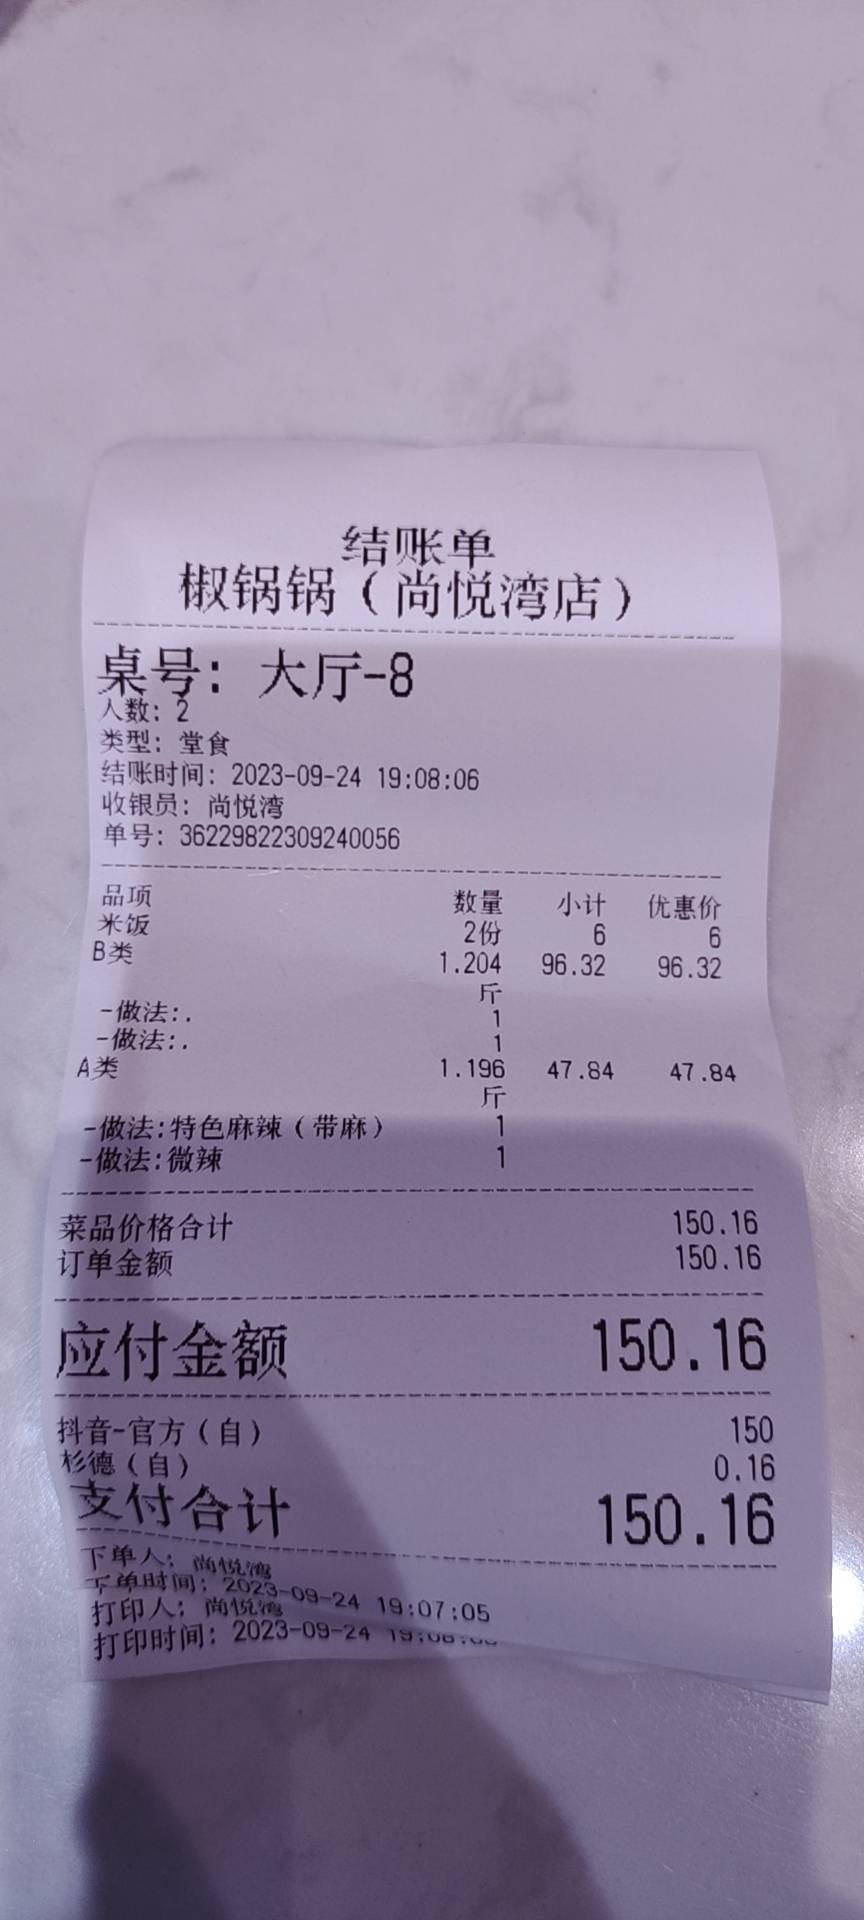 结账单
椒锅锅（尚悦湾店）
桌号: 大厅-8
人数: 2
类型: 堂食
结账时间: 2023-09-24 19:08:06
收银员: 尚悦湾
单号: 36229822309240056
品项 数量 小计 优惠价
米饭 2份 6 6
B类 1.204 96.32 96.32
斤
-做法:. 1
-做法:. 1
A类 1.196 47.84 47.84
斤
-做法:特色麻辣（带麻） 1
-做法:微辣 1
菜品价格合计 150.16
订单金额 150.16
应付金额 150.16
抖音-官方（自） 150
杉德（自） 0.16
支付合计 150.16
下单人: 尚悦湾
下单时间: 2023-09-24 19:07:05
打印人: 尚悦湾
打印时间: 2023-09-24